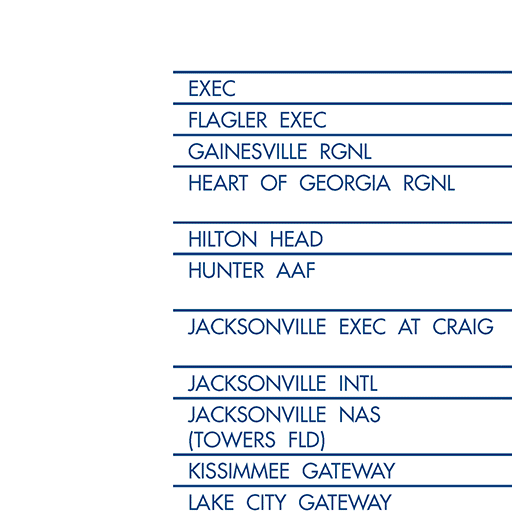 EXEC
FLAGLER EXEC
GAINESVILLE RGNL
HEART OF GEORGIA RGNL
HILTON HEAD
HUNTER AAF
JACKSONVILLE EXEC AT CRAIG
JACKSONVILLE INTL
JACKSONVILLE NAS
(TOWERS FLD)
KISSIMMEE GATEWAY
LAKE CITY GATEWAY